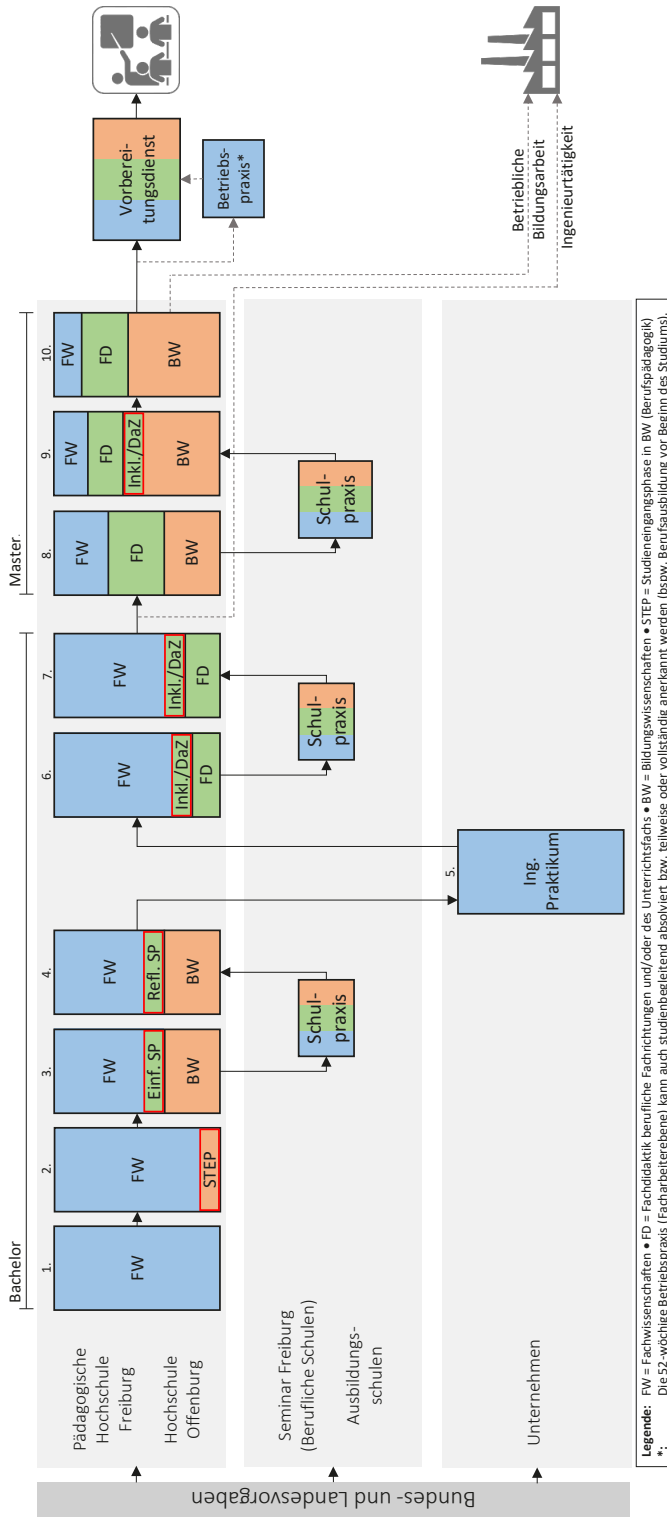 Bundes- und Landesvorgaben
Pädagogische
Hochschule
Freiburg
Hochschule
Offenburg
Seminar Freiburg
(Berufliche Schulen)
Ausbildungs-
schulen
Unternehmen
Bachelor
1.
FW
2.
FW
STEP
3.
FW
Einf. SP
BW
4.
FW
Refl. SP
BW
Schul-
praxis
5.
Ing.
Praktikum
6.
FW
Inkl./DaZ
FD
7.
FW
Inkl./DaZ
FD
Schul-
praxis
Master
8.
FW
FD
BW
9.
FW
FD
Inkl./DaZ
BW
10.
FW
FD
BW
Schul-
praxis
Vorberei-
tungsdienst
Betriebs-
praxis*
Betriebliche
Bildungsarbeit
Ingenieurtätigkeit
Legende: FW = Fachwissenschaften • FD = Fachdidaktik berufliche Fachrichtungen und/oder des Unterrichtsfachs • BW = Bildungswissenschaften • STEP = Studieneingangsphase in BW (Berufspädagogik)
*: Die 52-wöchige Betriebspraxis (Facharbeiterebene) kann auch studienbegleitend absolviert bzw. teilweise oder vollständig anerkannt werden (bspw. Berufsausbildung vor Beginn des Studiums).